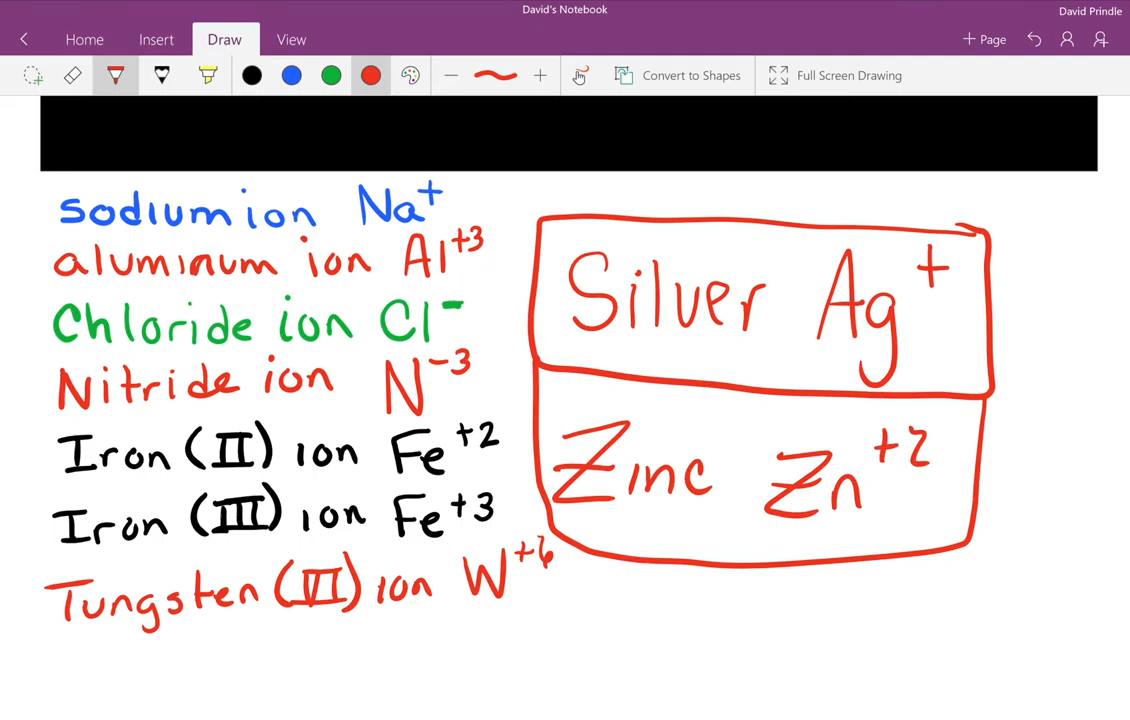 David's Notebook
David Prindle
Home Insert Draw View
Page
Convert to Shapes Full Screen Drawing
sodium ion Na+
aluminum ion Al+3
Chloride ion Cl-
Nitride ion N-3
Iron (II) ion Fe+2
Iron (III) ion Fe+3
Tungsten (VI) ion W+6
Silver Ag+
Zinc Zn+2